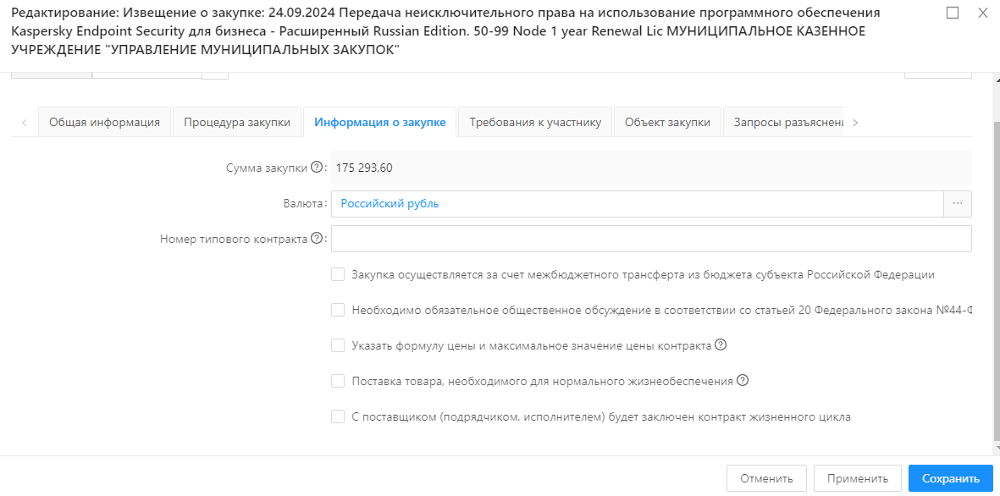 Редактирование: Извещение о закупке: 24.09.2024 Передача неисключительного права на использование программного обеспечения
Kaspersky Endpoint Security для бизнеса - Расширенный Russian Edition. 50-99 Node 1 year Renewal Lic МУНИЦИПАЛЬНОЕ КАЗЕННОЕ
УЧРЕЖДЕНИЕ "УПРАВЛЕНИЕ МУНИЦИПАЛЬНЫХ ЗАКУПОК"
Общая информация Процедура закупки Информация о закупке Требования к участнику Объект закупки Запросы разъяснени
Сумма закупки ?: 175 293,60
Валюта: Российский рубль ...
Номер типового контракта ?:
Закупка осуществляется за счет межбюджетного трансферта из бюджета субъекта Российской Федерации
Необходимо обязательное общественное обсуждение в соответствии со статьей 20 Федерального закона №44-Ф
Указать формулу цены и максимальное значение цены контракта ?
Поставка товара, необходимого для нормального жизнеобеспечения ?
С поставщиком (подрядчиком, исполнителем) будет заключен контракт жизненного цикла
Отменить Применить Сохранить